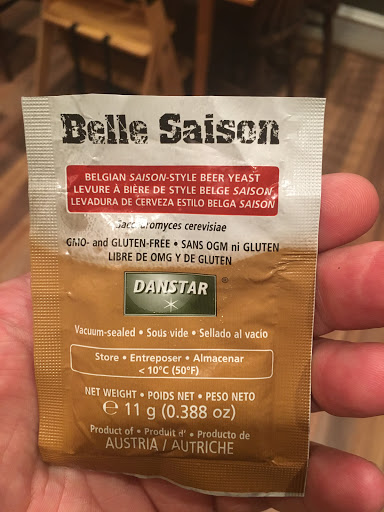 Belle Saison
BELGIAN SAISON-STYLE BEER YEAST
LEVURE À BIÈRE DE STYLE BELGE SAISON
LEVADURA DE CERVEZA ESTILO BELGA SAISON
cerevisiae
GMO- and GLUTEN-FREE • SANS OGM ni GLUTEN
LIBRE DE OMG Y DE GLUTEN
DANSTAR
Vacuum-sealed • Sous vide • Sellado al vacio
Store • Entreposer • Almacenar
< 10°C (50°F)
NET WEIGHT • POIDS NET • PESO NETO
℮ 11 g (0.388 oz)
Product of • Produit d' • Producto de
AUSTRIA / AUTRICHE